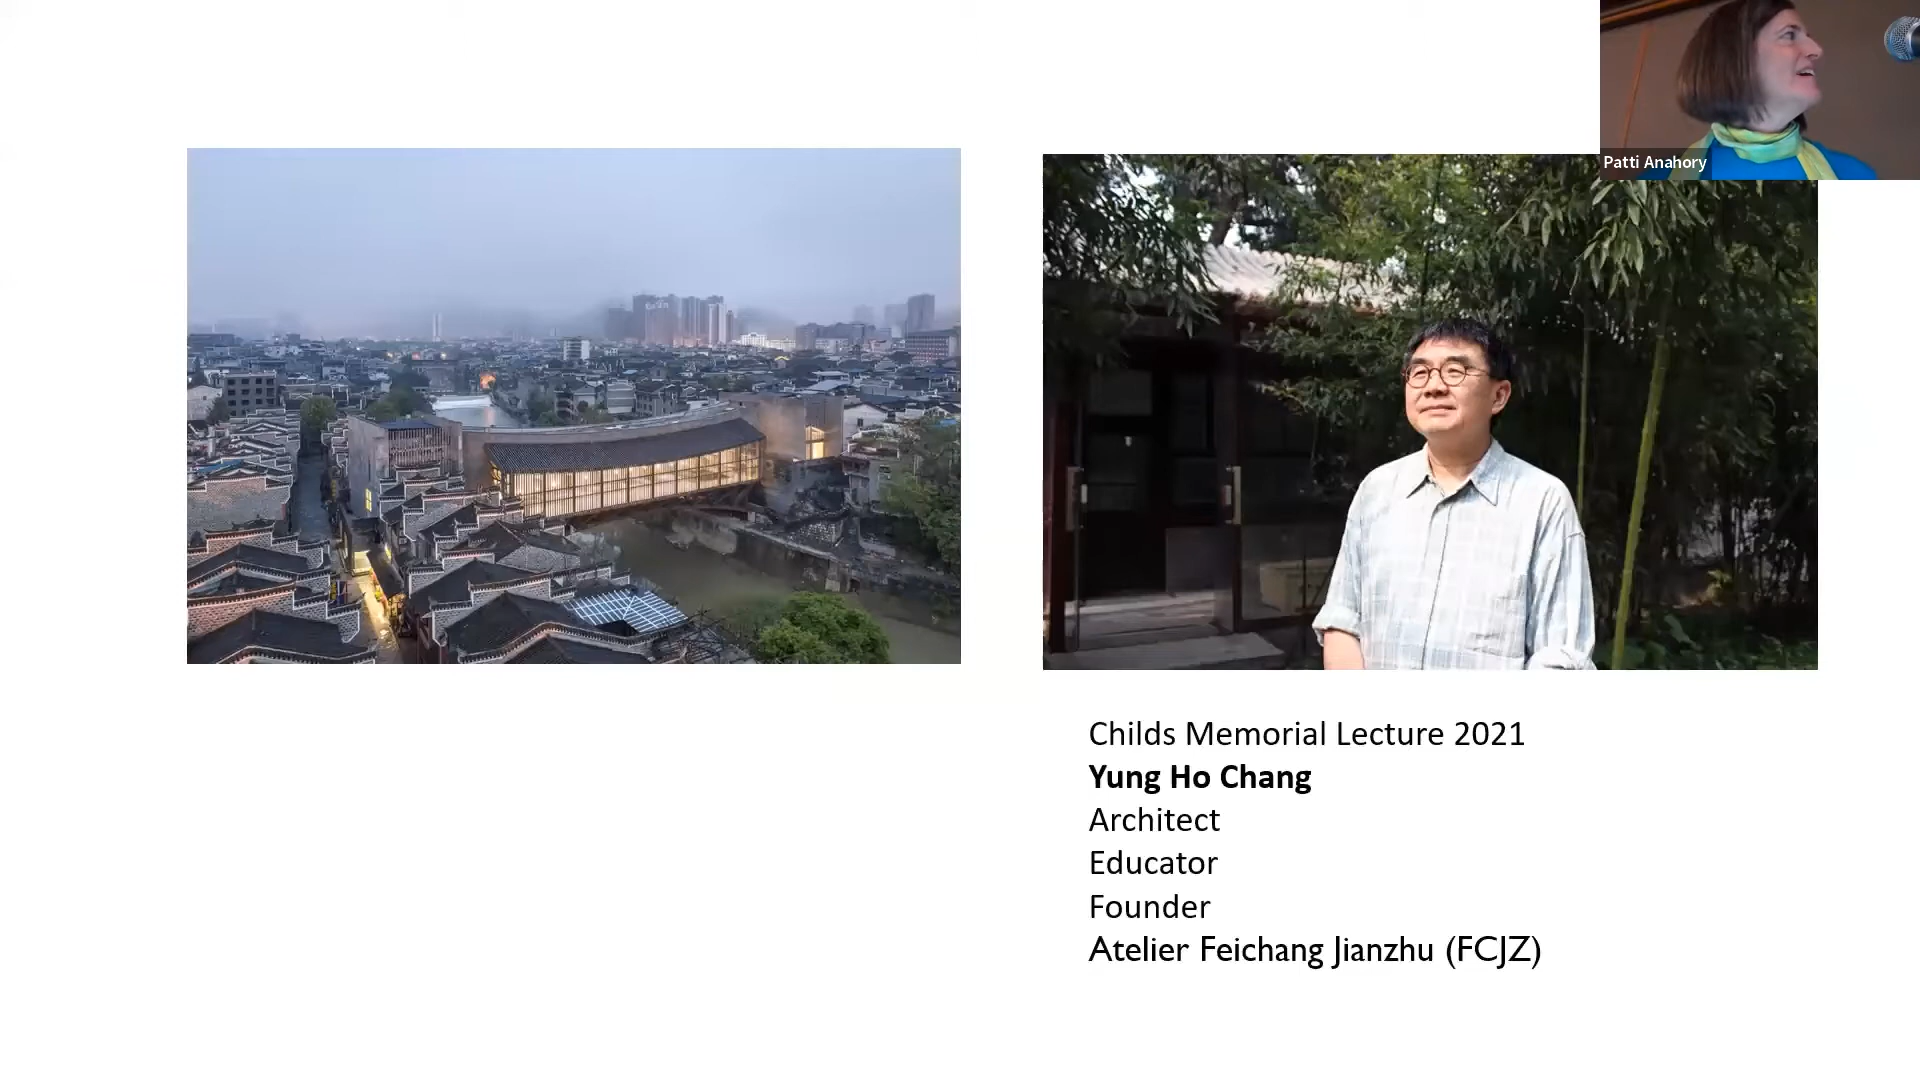 Patti Anahory
Childs Memorial Lecture 2021
Yung Ho Chang
Architect
Educator
Founder
Atelier Feichang Jianzhu (FCJZ)